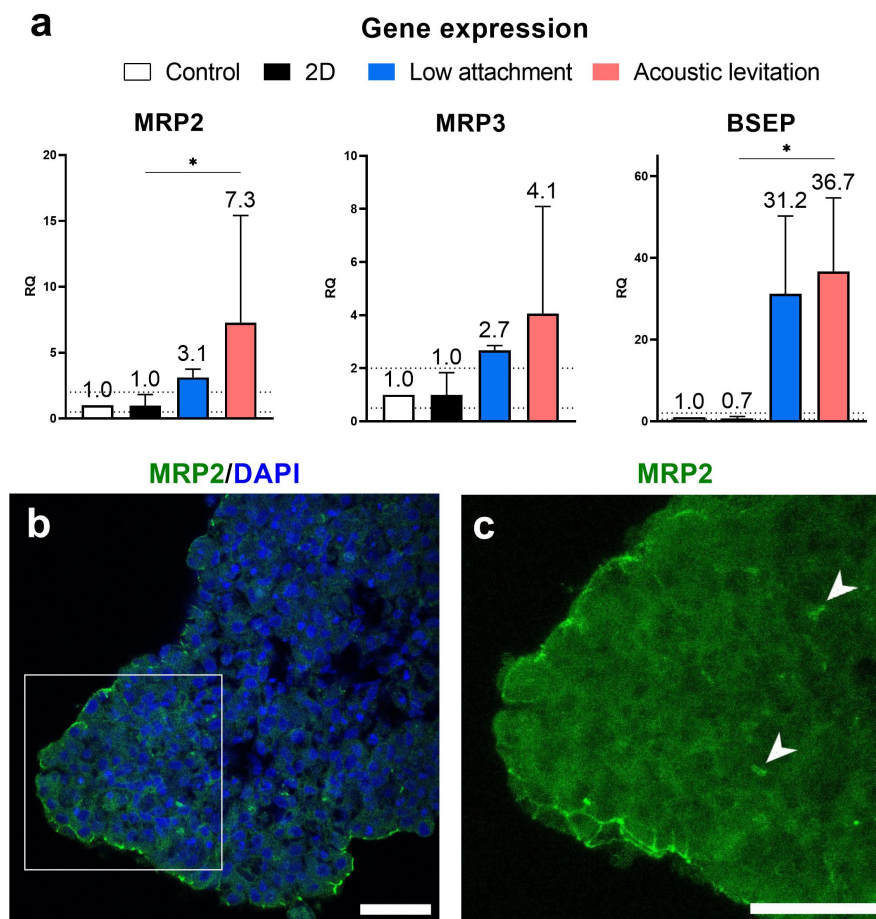 a
Gene expression
Control 2D Low attachment Acoustic levitation
MRP2
20
15
10
5
0
RQ
*
1.0 1.0 3.1 7.3
MRP3
10
8
6
4
2
0
RQ
1.0 1.0 2.7 4.1
BSEP
60
40
20
0
RQ
*
1.0 0.7 31.2 36.7
MRP2/DAPI
b
MRP2
c